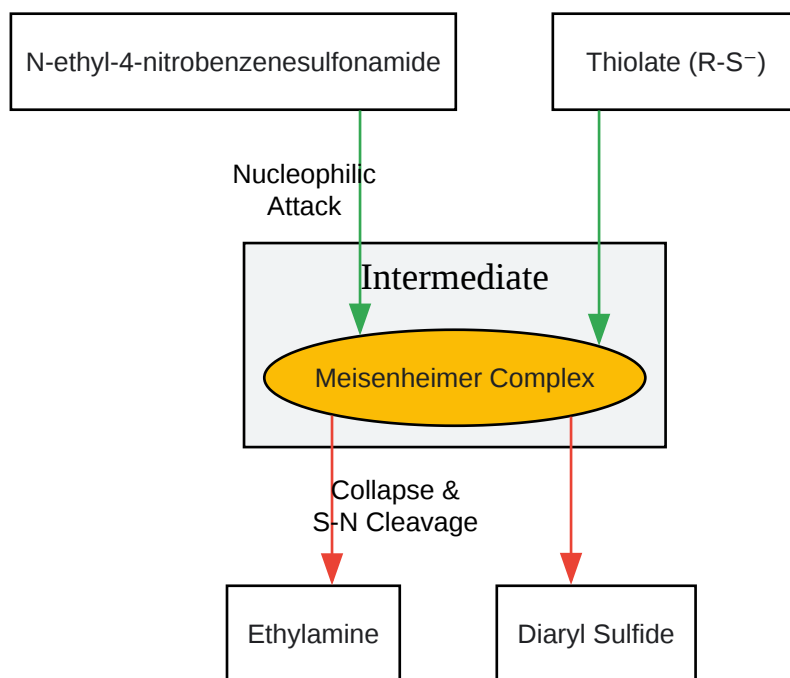 N-ethyl-4-nitrobenzenesulfonamide
Thiolate (R-S⁻)
Nucleophilic
Attack
Intermediate
Meisenheimer Complex
Collapse &
S-N Cleavage
Ethylamine
Diaryl Sulfide